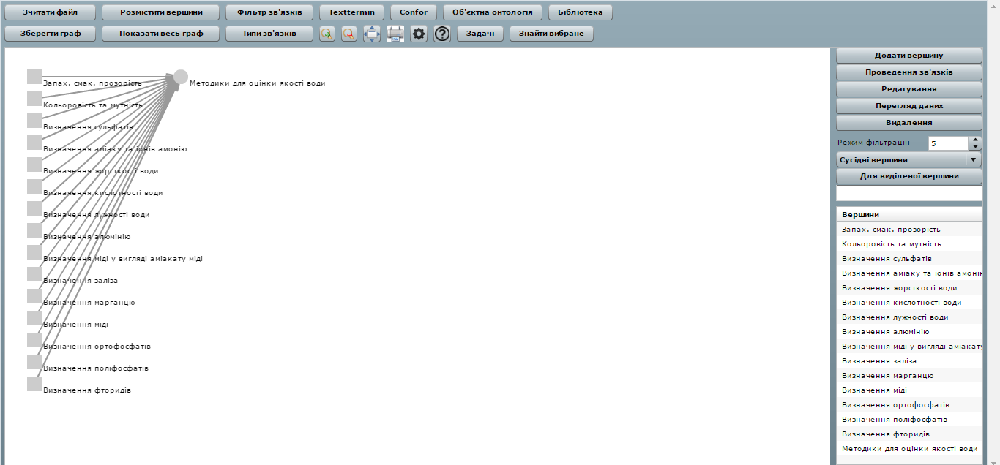 Зчитати файл Розмістити вершини Фільтр зв'язків Texttermin Confor Об'єктна онтологія Бібліотека
Зберегти граф Показати весь граф Типи зв'язків Задачі Знайти вибране
Запах. смак. прозорість
Методики для оцінки якості води
Кольоровість та мутність
Визначення сульфатів
Визначення аміаку та іонів амонію
Визначення жорсткості води
Визначення кислотності води
Визначення лужності води
Визначення алюмінію
Визначення міді у вигляді аміакату міді
Визначення заліза
Визначення марганцю
Визначення міді
Визначення ортофосфатів
Визначення поліфосфатів
Визначення фторидів
Додати вершину
Проведення зв'язків
Редагування
Перегляд даних
Видалення
Режим фільтрації: 5
Сусідні вершини
Для виділеної вершини
Вершини
Запах. смак. прозорість
Кольоровість та мутність
Визначення сульфатів
Визначення аміаку та іонів амонік
Визначення жорсткості води
Визначення кислотності води
Визначення лужності води
Визначення алюмінію
Визначення міді у вигляді аміакату
Визначення заліза
Визначення марганцю
Визначення міді
Визначення ортофосфатів
Визначення поліфосфатів
Визначення фторидів
Методики для оцінки якості води